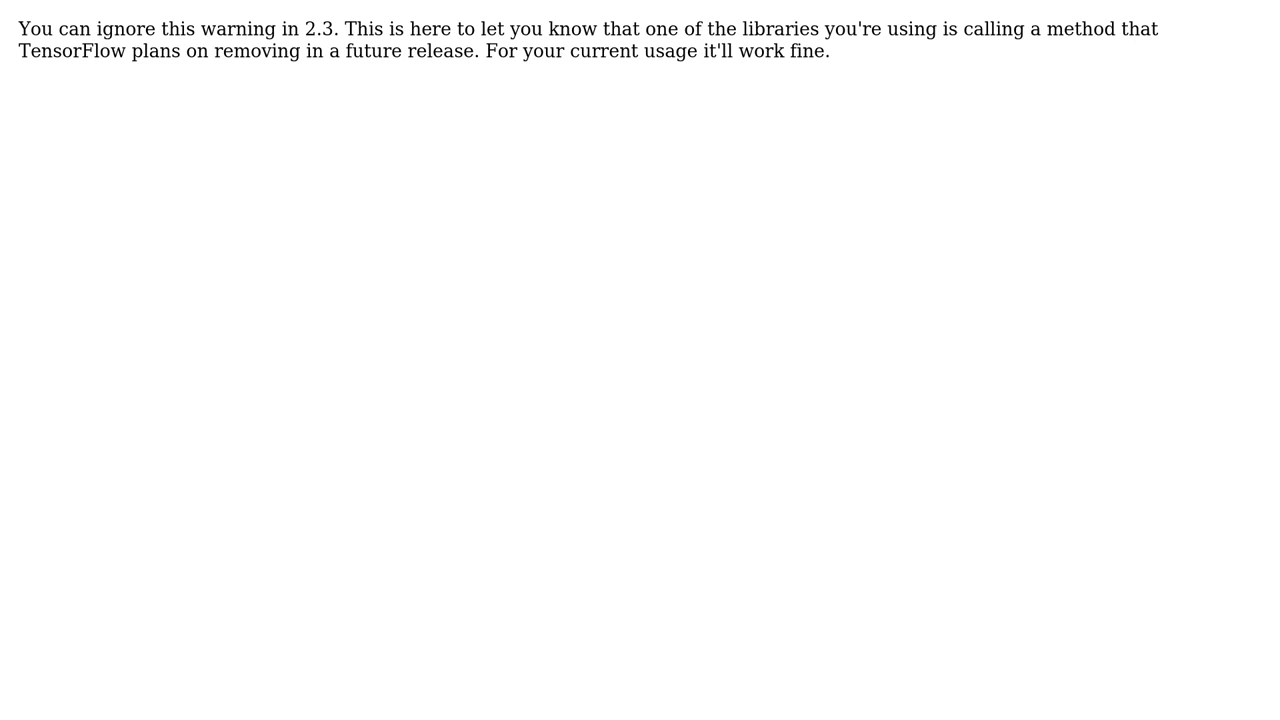 You can ignore this warning in 2.3. This is here to let you know that one of the libraries you're using is calling a method that
TensorFlow plans on removing in a future release. For your current usage it'll work fine.